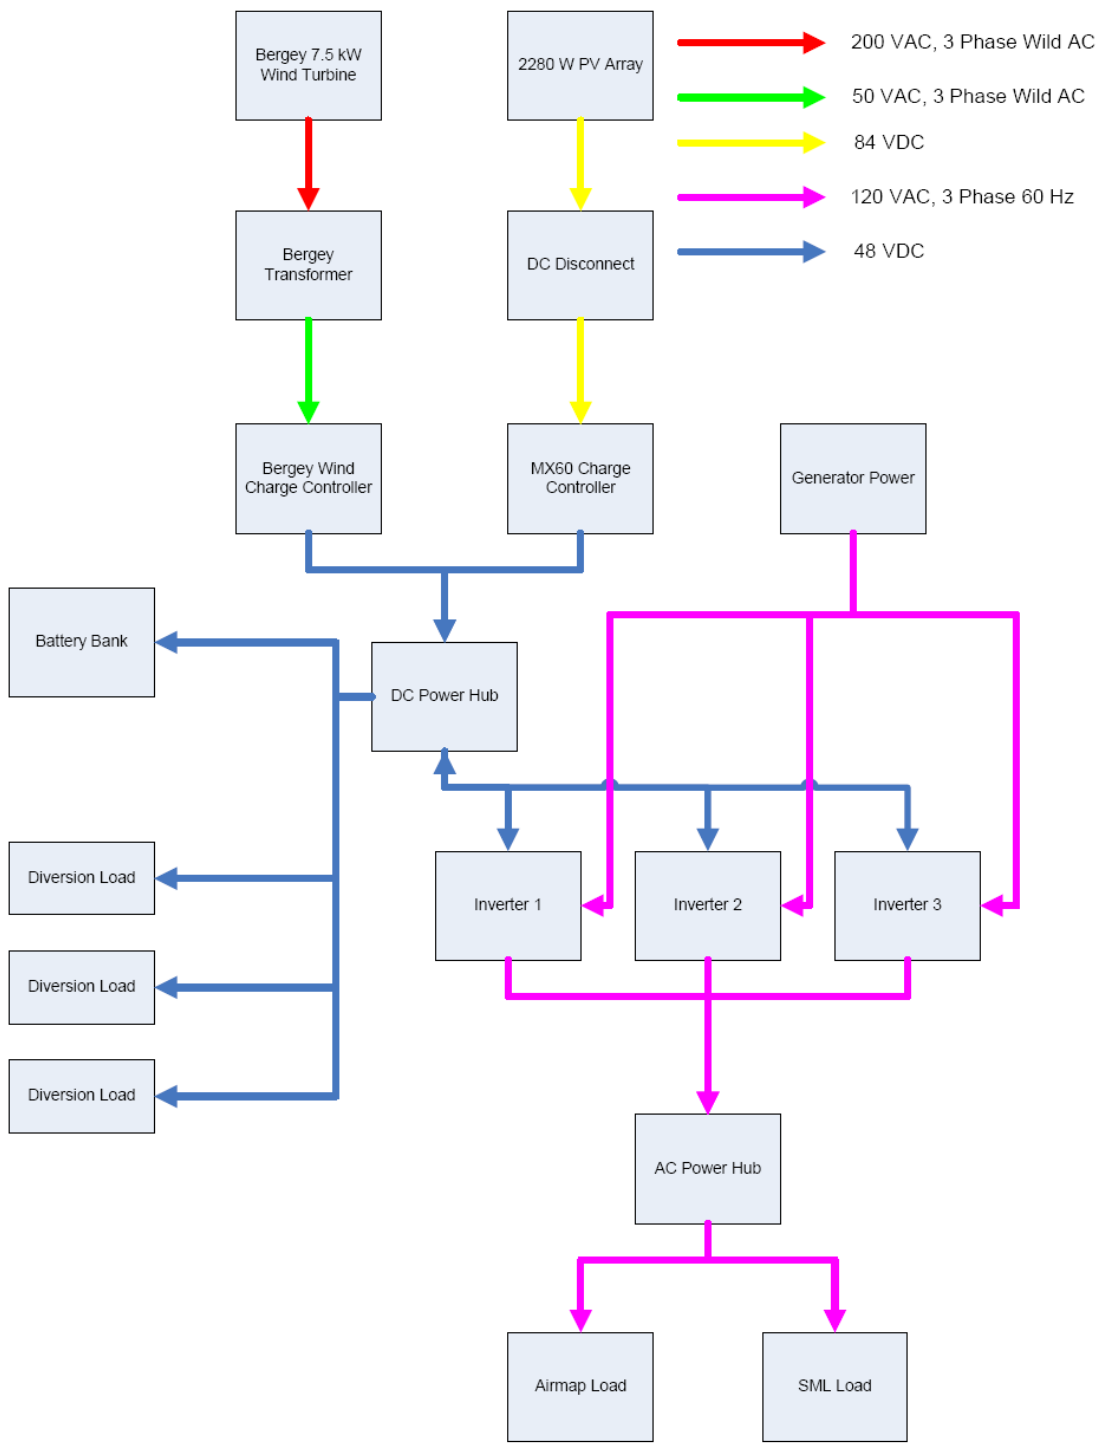 Bergey 7.5 kW
Wind Turbine
2280 W PV Array
200 VAC, 3 Phase Wild AC
50 VAC, 3 Phase Wild AC
84 VDC
120 VAC, 3 Phase 60 Hz
48 VDC
Bergey
Transformer
DC Disconnect
Bergey Wind
Charge Controller
MX60 Charge
Controller
Generator Power
Battery Bank
DC Power Hub
Diversion Load
Diversion Load
Diversion Load
Inverter 1
Inverter 2
Inverter 3
AC Power Hub
Airmap Load
SML Load